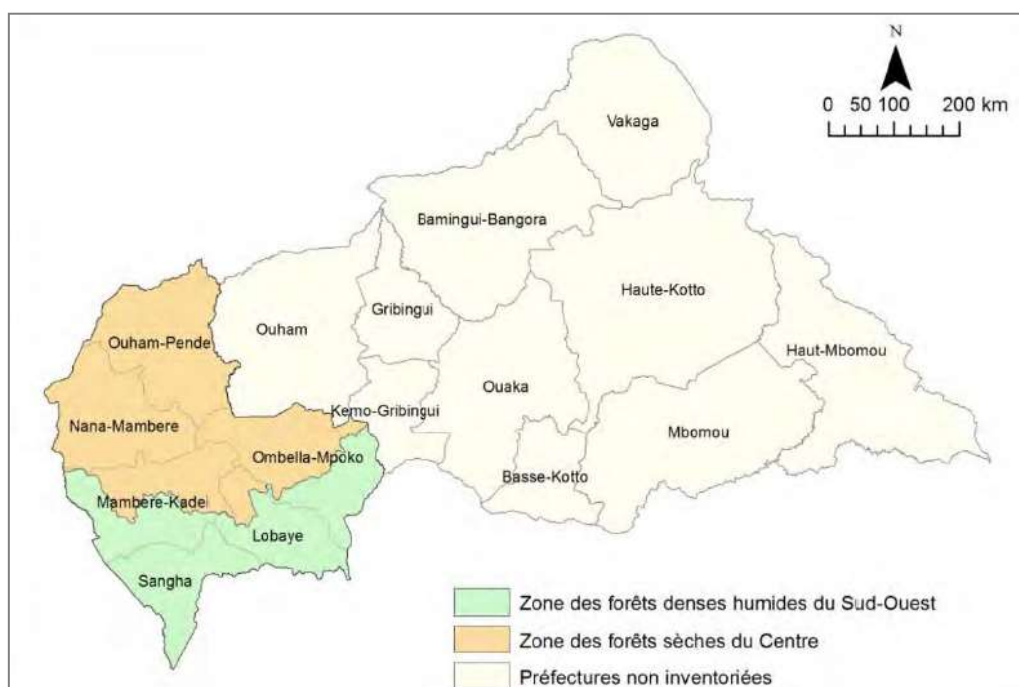 N
0 50 100 200 km
Vakaga
Bamingui-Bangora
Haute-Kotto
Gribingui
Ouham
Ouham-Pende
Haut-Mbomou
Ouaka
Kemo-Gribingui
Nana-Mambere
Mbomou
Ombella-Mpoko
Basse-Kotto
Mambere-Kadei
Lobaye
Sangha
Zone des forêts denses humides du Sud-Ouest
Zone des forêts sèches du Centre
Préfectures non inventoriées